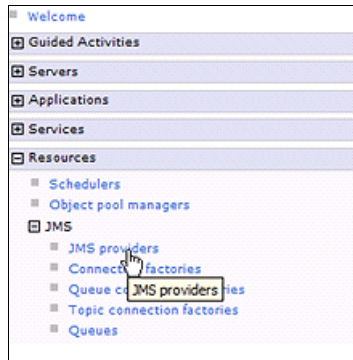 Welcome
Guided Activities
Servers
Applications
Services
Resources
Schedulers
Object pool managers
JMS
JMS providers
Connection factories
Queue co ries
JMS providers
Topic connection factories
Queues